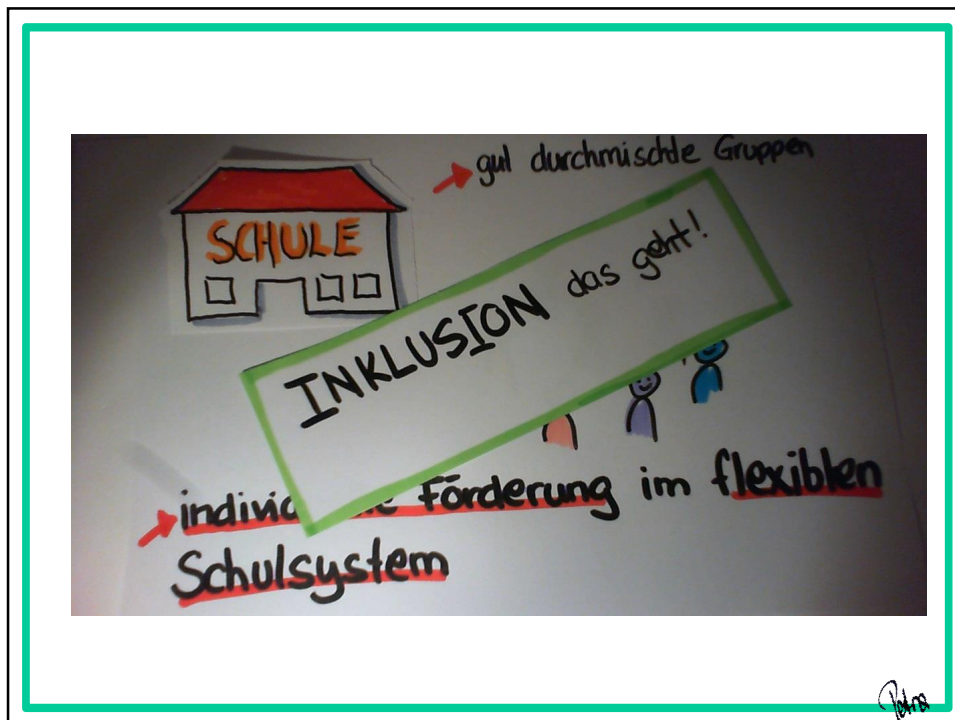 gut durchmischte Gruppen
SCHULE
INKLUSION das geht!
Förderung im flexiblen
Schulsystem